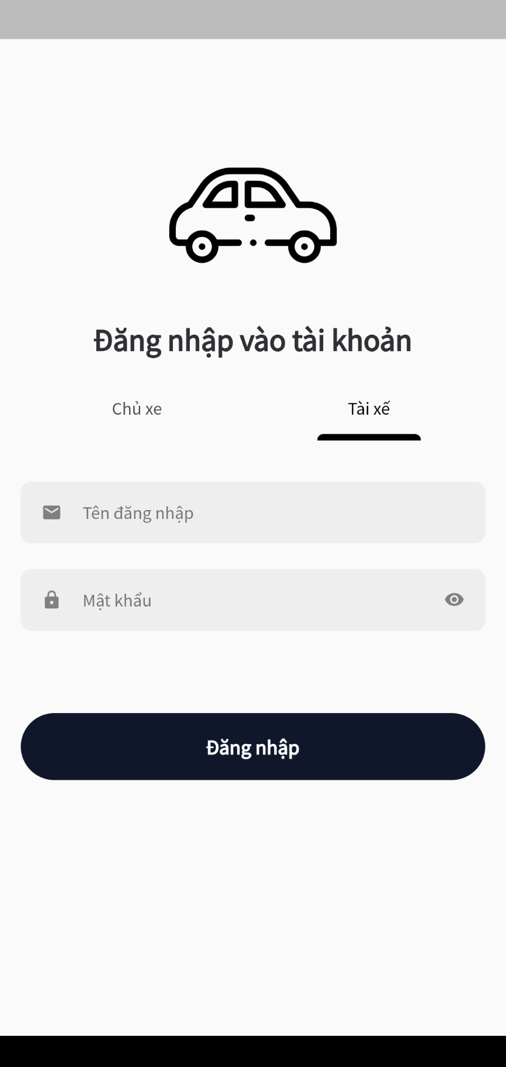 Đăng nhập vào tài khoản
Chủ xe
Tài xế
Tên đăng nhập
Mật khẩu
Đăng nhập